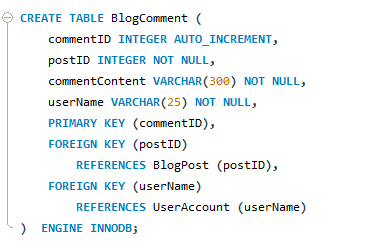 CREATE TABLE BlogComment (
commentID INTEGER AUTO_INCREMENT,
postID INTEGER NOT NULL,
commentContent VARCHAR(300) NOT NULL,
userName VARCHAR(25) NOT NULL,
PRIMARY KEY (commentID),
FOREIGN KEY (postID)
REFERENCES BlogPost (postID),
FOREIGN KEY (userName)
REFERENCES UserAccount (userName)
) ENGINE INNODB;